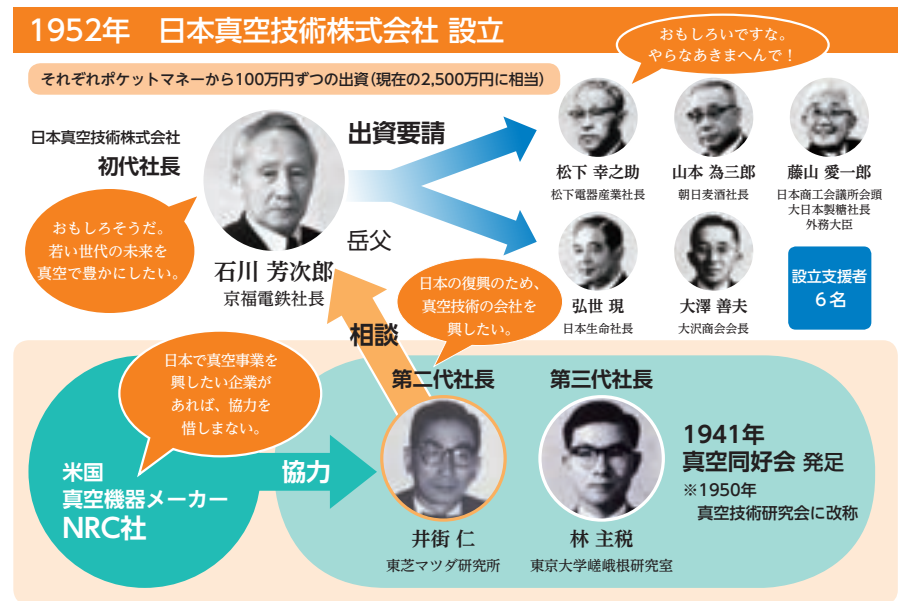 1952年　日本真空技術株式会社 設立
それぞれポケットマネーから100万円ずつの出資(現在の2,500万円に相当)
おもしろいですな。
やらなあきまへんで！
日本真空技術株式会社
初代社長
おもしろそうだ。
若い世代の未来を
真空で豊かにしたい。
石川 芳次郎
京福電鉄社長
出資要請
岳父
松下 幸之助
松下電器産業社長
山本 為三郎
朝日麦酒社長
藤山 愛一郎
日本商工会議所会頭
大日本製糖社長
外務大臣
弘世 現
日本生命社長
大澤 善夫
大沢商会会長
設立支援者
6名
日本の復興のため、
真空技術の会社を
興したい。
相談
日本で真空事業を
興したい企業が
あれば、協力を
惜しまない。
米国
真空機器メーカー
NRC社
協力
第二代社長
井街 仁
東芝マツダ研究所
第三代社長
林 主税
東京大学嵯峨根研究室
1941年
真空同好会 発足
※1950年
真空技術研究会に改称